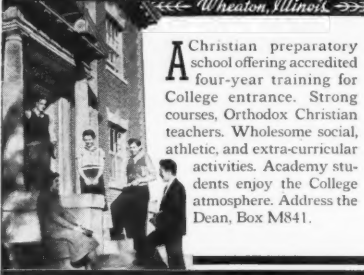 Wheaton, Illinois
A Christian preparatory
school offering accredited
four-year training for
College entrance. Strong
courses, Orthodox Christian
teachers. Wholesome social,
athletic, and extra-curricular
activities. Academy stu-
dents enjoy the College
atmosphere. Address the
Dean, Box M841.